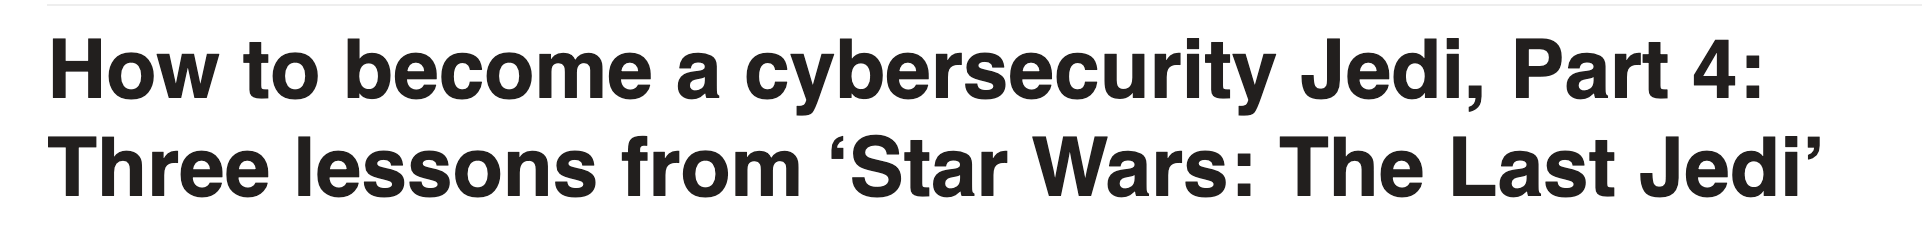 How to become a cybersecurity Jedi, Part 4:
Three lessons from ‘Star Wars: The Last Jedi’